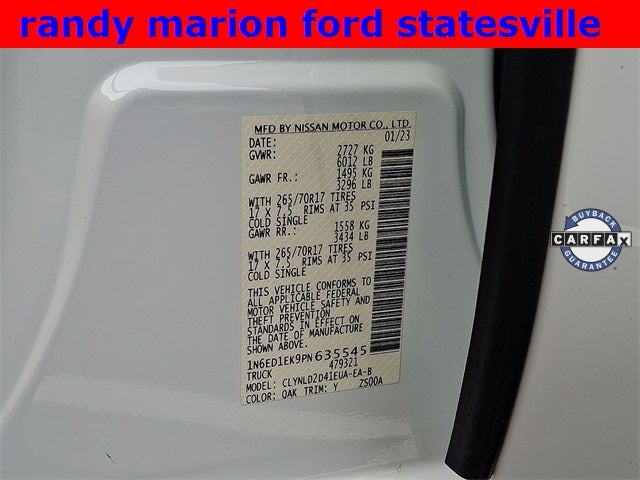 randy marion ford statesville
MFD BY NISSAN MOTOR CO., LTD.
DATE: 01/23
GVWR: 2727 KG
6012 LB
GAWR FR.: 1495 KG
3296 LB
WITH 265/70R17 TIRES
17 X 7.5 RIMS AT 35 PSI
COLD SINGLE
GAWR RR.: 1558 KG
3434 LB
WITH 265/70R17 TIRES
17 X 7.5 RIMS AT 35 PSI
COLD SINGLE
THIS VEHICLE CONFORMS TO
ALL APPLICABLE FEDERAL
MOTOR VEHICLE SAFETY AND
THEFT PREVENTION
STANDARDS IN EFFECT ON
THE DATE OF MANUFACTURE
SHOWN ABOVE.
1N6ED1EK9PN635545
TRUCK 479321
MODEL: CLYNLD2D41EUA-EA-B
COLOR: QAK TRIM: Y ZS00A
BUYBACK
CARFAX
GUARANTEE